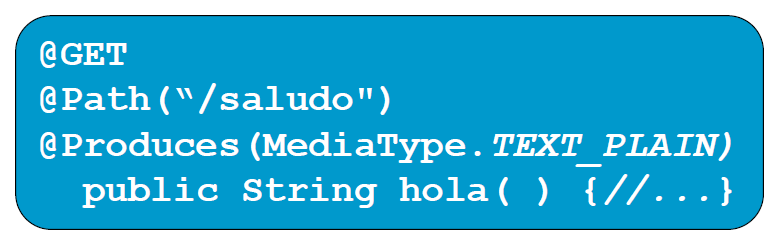 @GET
@Path(“/saludo")
@Produces(MediaType.TEXT_PLAIN)
public String hola( ) {//...}